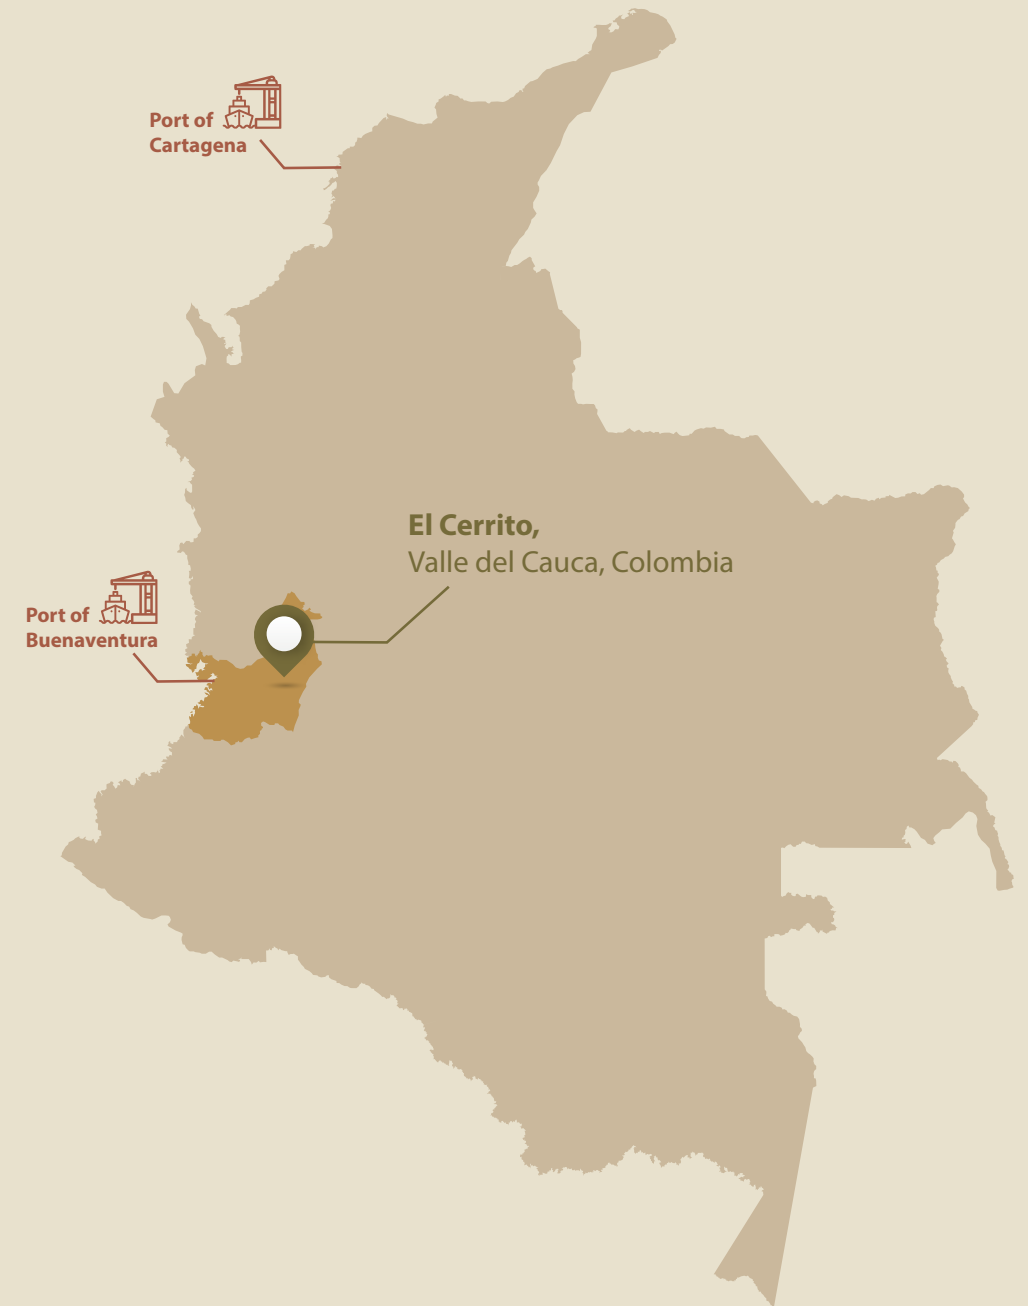 Port of
Cartagena
El Cerrito,
Valle del Cauca, Colombia
Port of
Buenaventura